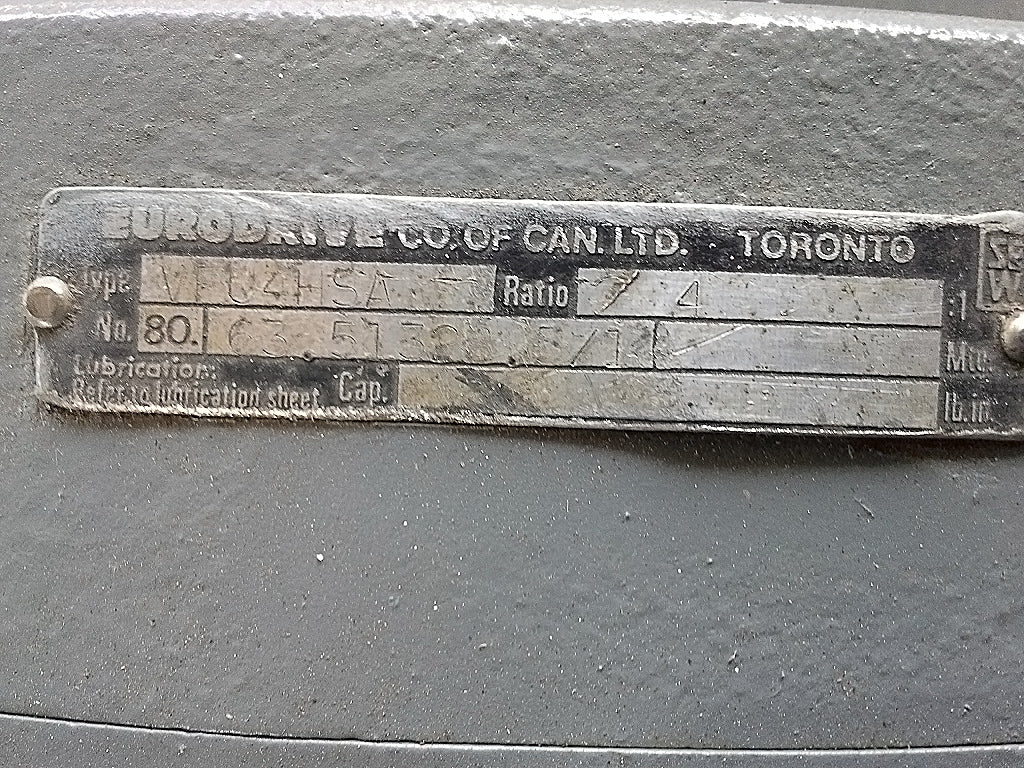 EURODRIVE CO. OF CAN. LTD. TORONTO
Type VFU4HSA Ratio 4 :1
No. 80. Mtg.
Lubrication:
Refer to lubrication sheet Cap. lb.in